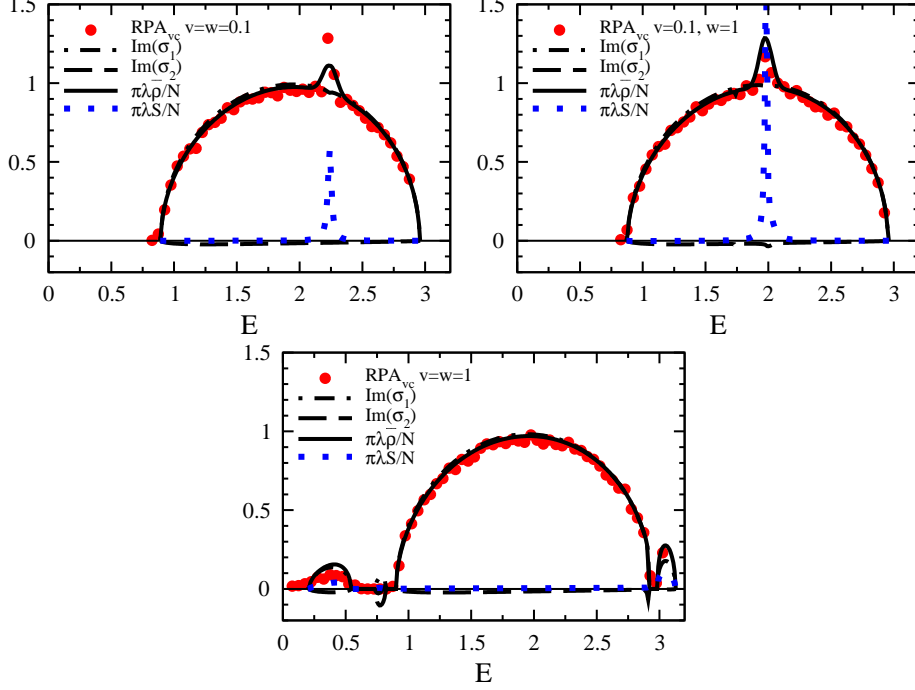 1.5
RPA_vc v=w=0.1
Im(σ_1)
Im(σ_2)
πλρ̄/N
πλS/N
1
0.5
0
0 0.5 1 1.5 2 2.5 3
E
1.5
RPA_vc v=0.1, w=1
Im(σ_1)
Im(σ_2)
πλρ̄/N
πλS/N
1
0.5
0
0 0.5 1 1.5 2 2.5 3
E
1.5
RPA_vc v=w=1
Im(σ_1)
Im(σ_2)
πλρ̄/N
πλS/N
1
0.5
0
0 0.5 1 1.5 2 2.5 3
E